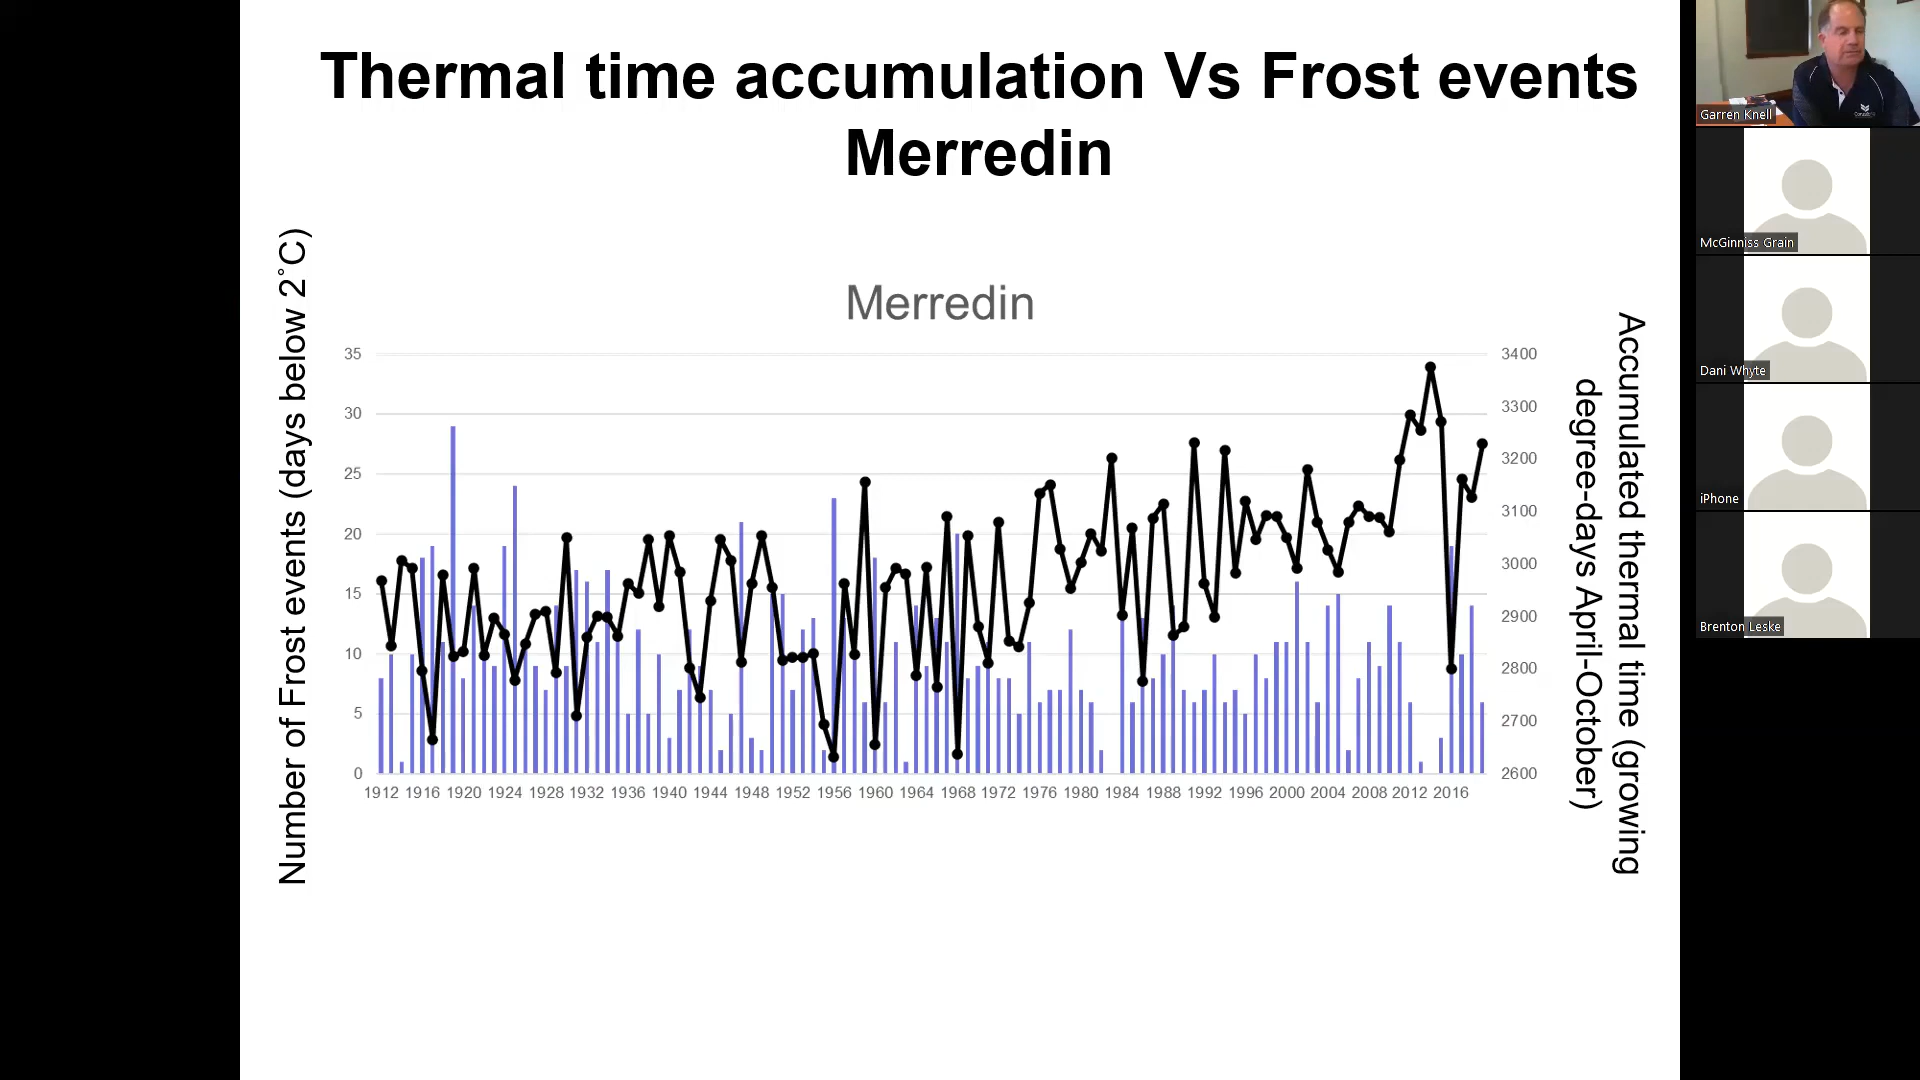 Thermal time accumulation Vs Frost events
Merredin
Number of Frost events (days below 2˚C)
Merredin
35
30
25
20
15
10
5
0
3400
3300
3200
3100
3000
2900
2800
2700
2600
1912 1916 1920 1924 1928 1932 1936 1940 1944 1948 1952 1956 1960 1964 1968 1972 1976 1980 1984 1988 1992 1996 2000 2004 2008 2012 2016
Accumulated thermal time (growing
degree-days April-October)
Garren Knell
McGinniss Grain
Dani Whyte
iPhone
Brenton Leske